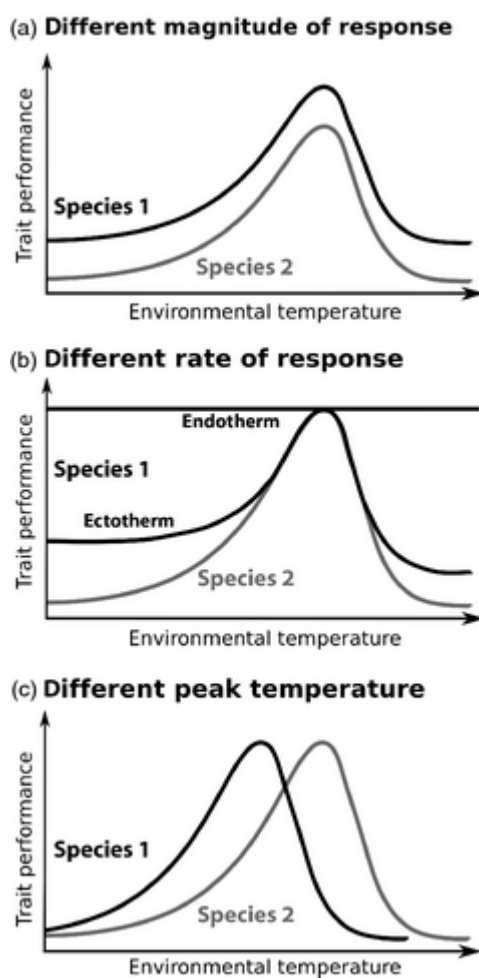 (a) Different magnitude of response
Trait performance
Species 1
Species 2
Environmental temperature
(b) Different rate of response
Trait performance
Endotherm
Species 1
Ectotherm
Species 2
Environmental temperature
(c) Different peak temperature
Trait performance
Species 1
Species 2
Environmental temperature